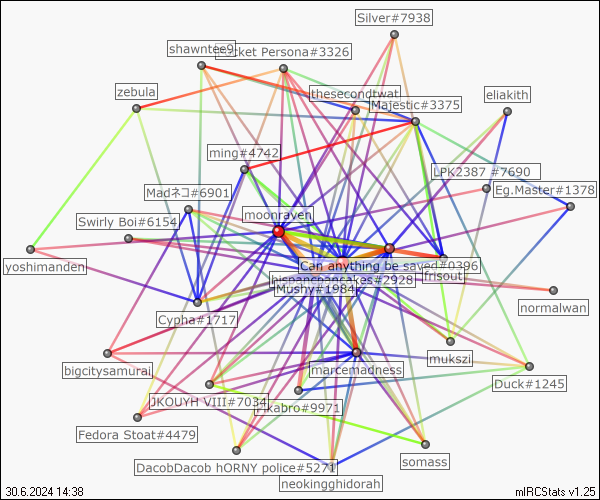 Silver#7938
shawntee9
cket Persona#3326
zebula
thesecondtwat
Majestic#3375
eliakith
ming#4742
LPK2387 #7690
Madネコ#6901
Eg.Master#1378
moonraven
Swirly Boi#6154
yoshimanden
Can anything be saved#0396
hispanopancakes#2928
frisout
Mushy#1984
normalwan
Cypha#1717
mukszi
bigcitysamurai
marcemadness
Duck#1245
JKOUYH VIII#7034
Pikabro#9971
Fedora Stoat#4479
DacobDacob hORNY police#5271
somass
neokingghidorah
30.6.2024 14:38
mIRCStats v1.25